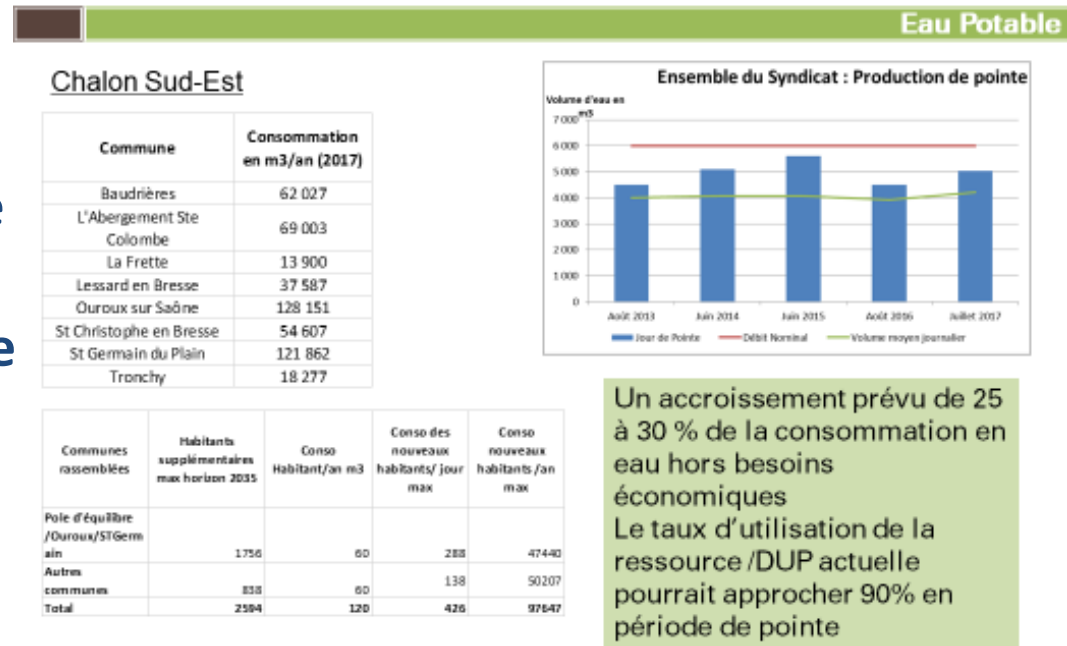 Eau Potable
Chalon Sud-Est
Commune
Consommation
en m3/an (2017)
Baudrières 62 027
L'Abergement Ste
Colombe
69 003
La Frette 13 900
Lessard en Bresse 37 587
Ouroux sur Saône 128 151
St Christophe en Bresse 54 607
St Germain du Plain 121 862
Tronchy 18 277
Ensemble du Syndicat : Production de pointe
Volume d'eau en
m3
7 000
6 000
5 000
4 000
3 000
2 000
1 000
0
Août 2013 Juin 2014 Juin 2015 Août 2016 Juillet 2017
Jour de Pointe Débit Nominal Volume moyen journalier
e
e
Communes
rassemblées
Habitants
supplémentaires
max horizon 2035
Conso
Habitant/an m3
Conso des
nouveaux
habitants/ jour
max
Conso
nouveaux
habitants /an
max
Pole d'équilibre
/Ouroux/STGerm
ain 1756 60 288 47440
Autres
communes 838 60 138 50207
Total 2594 120 426 97647
Un accroissement prévu de 25
à 30 % de la consommation en
eau hors besoins
économiques
Le taux d'utilisation de la
ressource /DUP actuelle
pourrait approcher 90% en
période de pointe